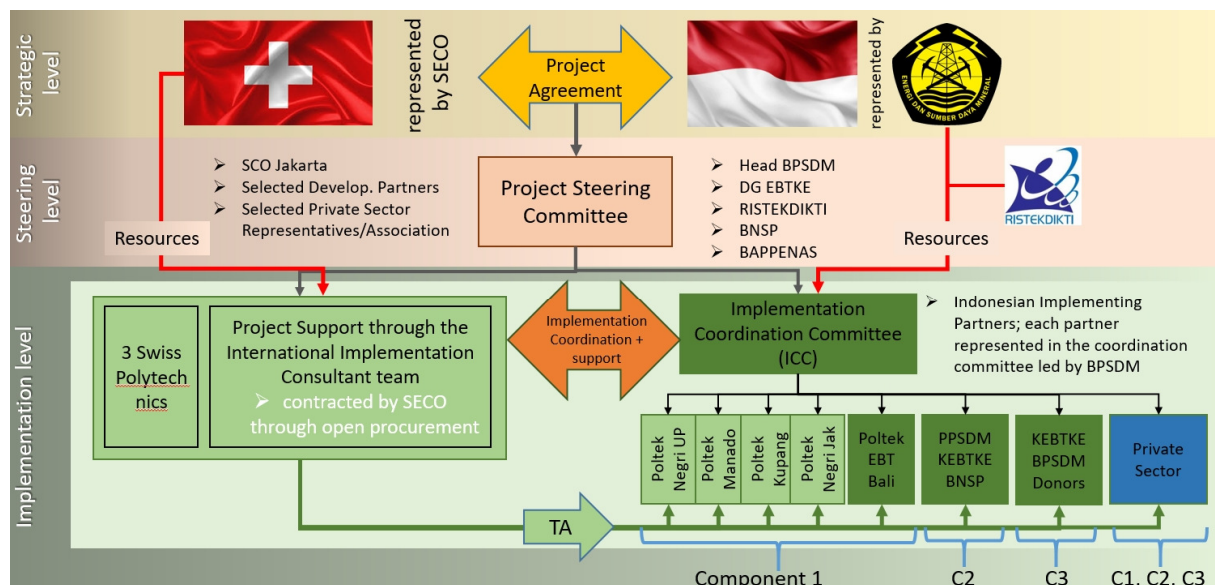 Strategic
level
represented
by SECO
Project
Agreement
represented by
ENERGI DAN SUMBER DAYA MINERAL
Steering
level
➢ SCO Jakarta
➢ Selected Develop. Partners
➢ Selected Private Sector
Representatives/Association
Project Steering
Committee
➢ Head BPSDM
➢ DG EBTKE
➢ RISTEKDIKTI
➢ BNSP
➢ BAPPENAS
RISTEKDIKTI
Resources
Resources
Implementation level
3 Swiss
Polytech
nics
Project Support through the
International Implementation
Consultant team
➢ contracted by SECO
through open procurement
Implementation
Coordination +
support
Implementation
Coordination Committee
(ICC)
➢ Indonesian Implementing
Partners; each partner
represented in the coordination
committee led by BPSDM
Poltek
Negri UP
Poltek
Manado
Poltek
Kupang
Poltek
Negri Jak
Poltek
EBT
Bali
PPSDM
KEBTKE
BNSP
KEBTKE
BPSDM
Donors
Private
Sector
TA
Component 1
C2
C3
C1, C2, C3